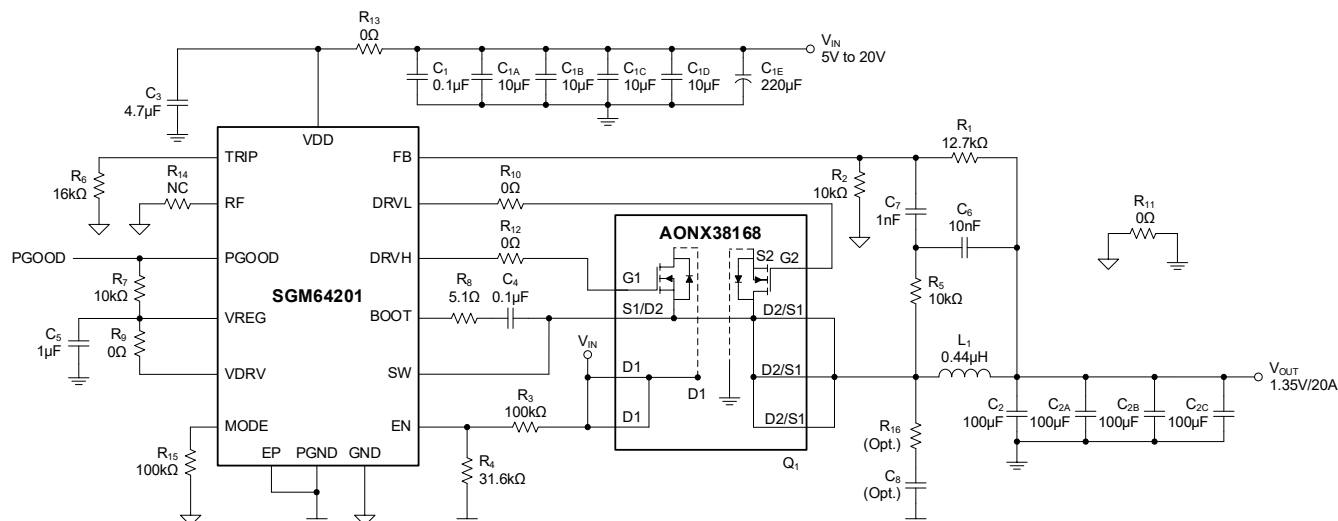 R13
0Ω
VIN
5V to 20V
C3
4.7μF
C1
0.1μF
C1A
10μF
C1B
10μF
C1C
10μF
C1D
10μF
C1E
220μF
VDD
TRIP
RF
PGOOD
VREG
VDRV
MODE
SGM64201
FB
DRVL
DRVH
BOOT
SW
EN
EP
PGND
GND
R6
16kΩ
R14
NC
PGOOD
R7
10kΩ
C5
1μF
R9
0Ω
R15
100kΩ
R10
0Ω
R12
0Ω
R8
5.1Ω
C4
0.1μF
VIN
R3
100kΩ
R4
31.6kΩ
AONX38168
G1
S1/D2
D1
D1
D1
S2
G2
D2/S1
D2/S1
D2/S1
Q1
R1
12.7kΩ
R2
10kΩ
C7
1nF
C6
10nF
R5
10kΩ
R11
0Ω
L1
0.44μH
R16
(Opt.)
C8
(Opt.)
C2
100μF
C2A
100μF
C2B
100μF
C2C
100μF
VOUT
1.35V/20A